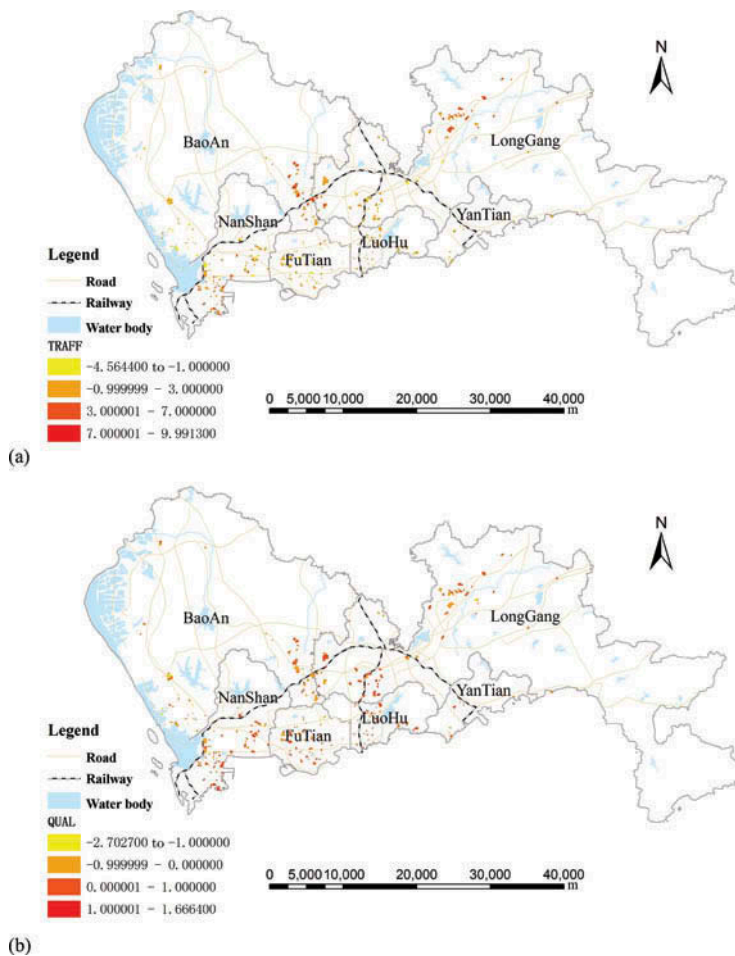 N
BaoAn
LongGang
NanShan
YanTian
LuoHu
FuTian
Legend
Road
Railway
Water body
TRAFF
-4.564400 to -1.000000
-0.999999 - 3.000000
3.000001 - 7.000000
7.000001 - 9.991300
0 5,000 10,000 20,000 30,000 40,000
m
(a)
N
BaoAn
LongGang
NanShan
YanTian
LuoHu
FuTian
Legend
Road
Railway
Water body
QUAL
-2.702700 to -1.000000
-0.999999 - 0.000000
0.000001 - 1.000000
1.000001 - 1.666400
0 5,000 10,000 20,000 30,000 40,000
m
(b)